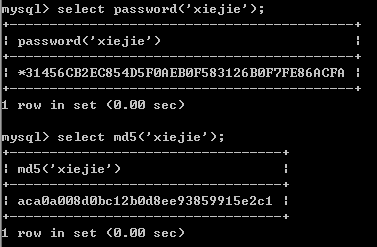 mysql> select password('xiejie');
+-------------------------------------------+
| password('xiejie')                        |
+-------------------------------------------+
| *31456CB2EC854D5F0AEB0F583126B0F7FE86ACFA |
+-------------------------------------------+
1 row in set (0.00 sec)
mysql> select md5('xiejie');
+----------------------------------+
| md5('xiejie')                    |
+----------------------------------+
| aca0a008d0bc12b0d8ee93859915e2c1 |
+----------------------------------+
1 row in set (0.00 sec)